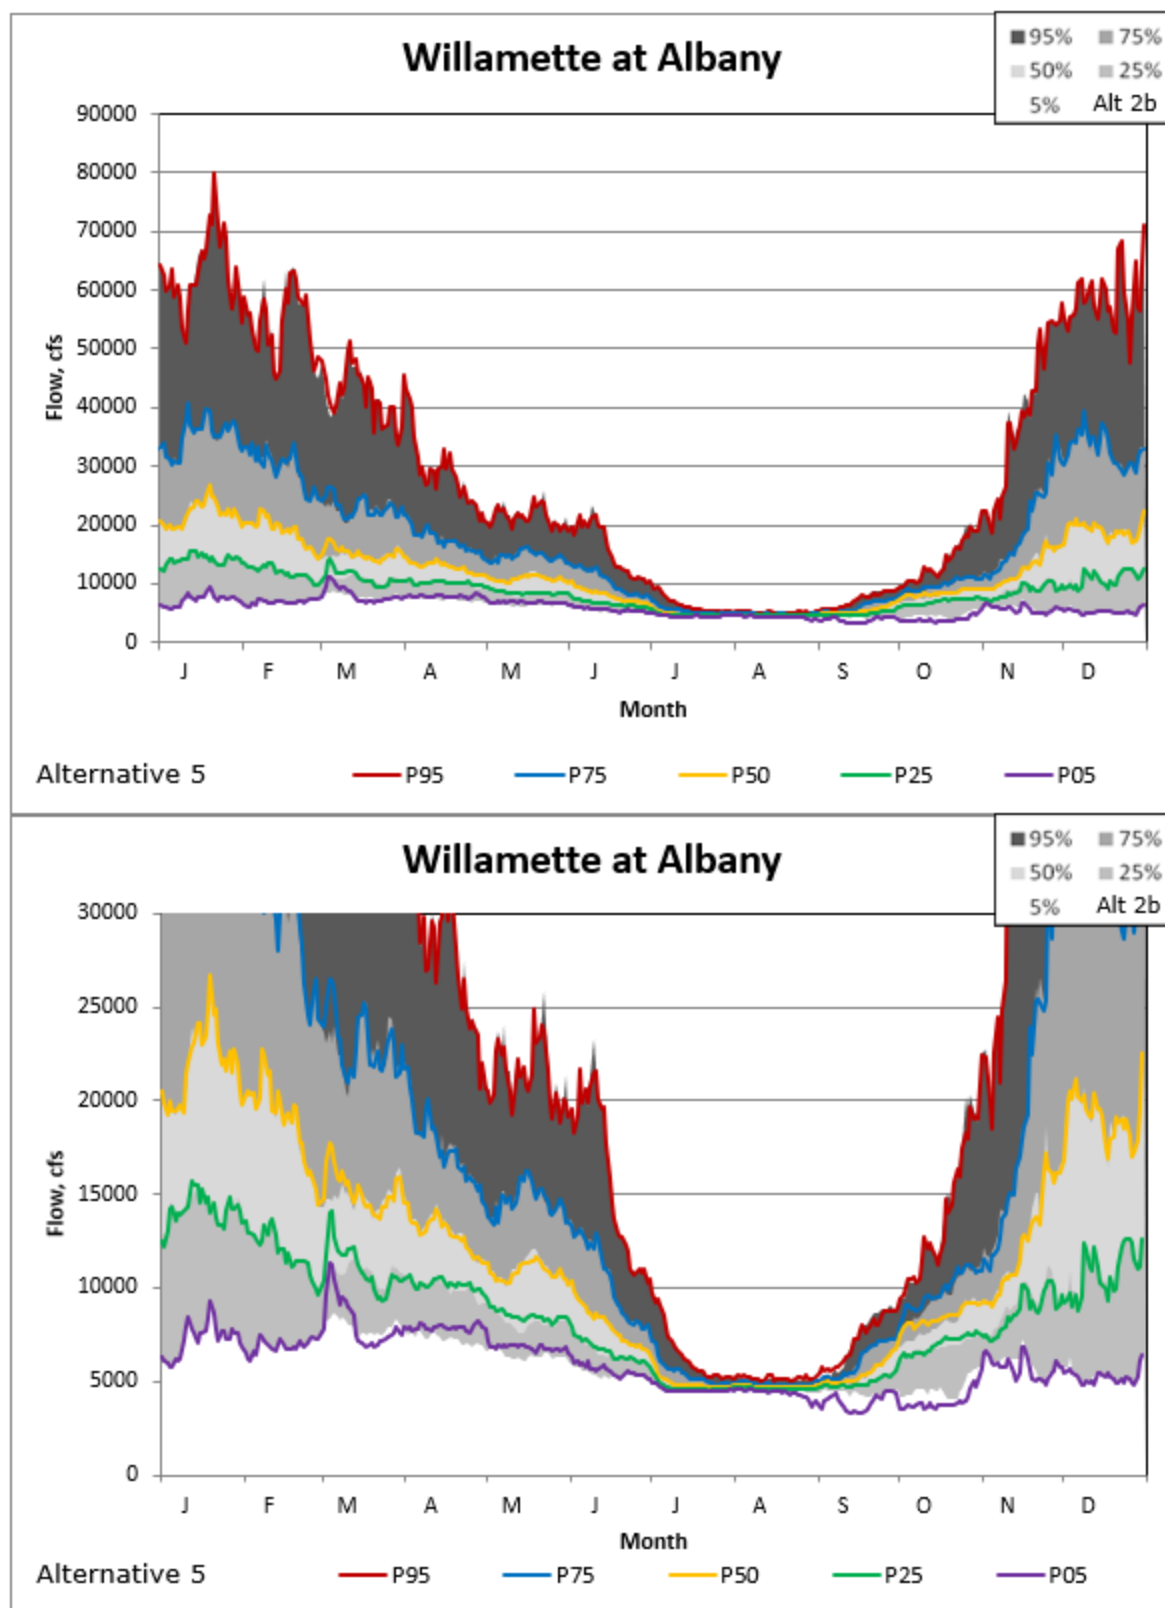 Willamette at Albany
95% 75%
50% 25%
5% Alt 2b
90000
80000
70000
60000
50000
40000
30000
20000
10000
0
Flow, cfs
J F M A M J J A S O N D
Month
Alternative 5 P95 P75 P50 P25 P05
Willamette at Albany
95% 75%
50% 25%
5% Alt 2b
30000
25000
20000
15000
10000
5000
0
Flow, cfs
J F M A M J J A S O N D
Month
Alternative 5 P95 P75 P50 P25 P05